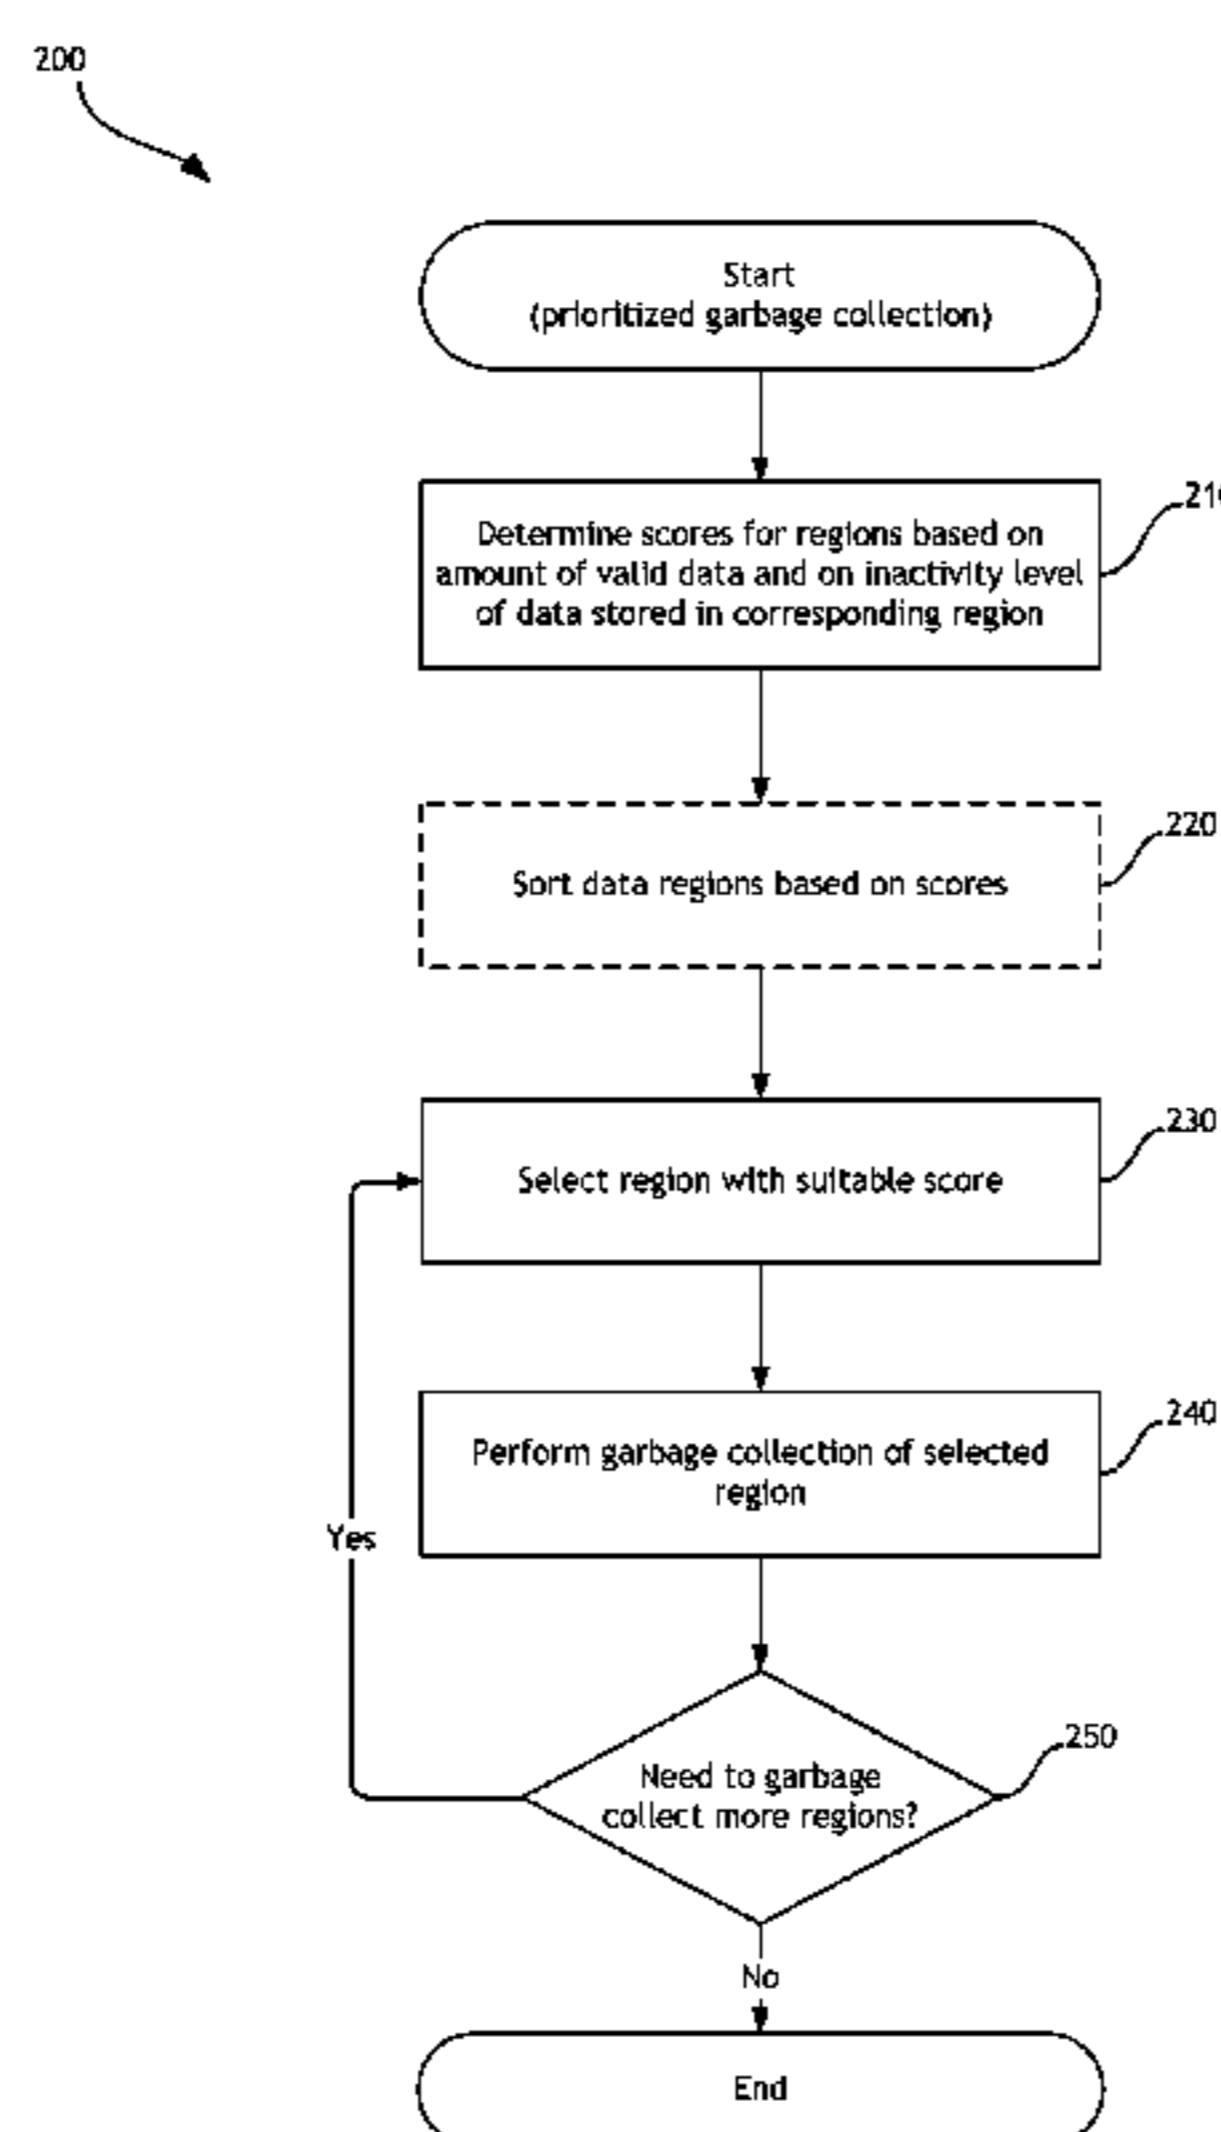 200
Start
(prioritized garbage collection)
Determine scores for regions based on
amount of valid data and on inactivity level
of data stored in corresponding region
210
Sort data regions based on scores
220
Select region with suitable score
230
Perform garbage collection of selected
region
240
Yes
Need to garbage
collect more regions?
250
No
End